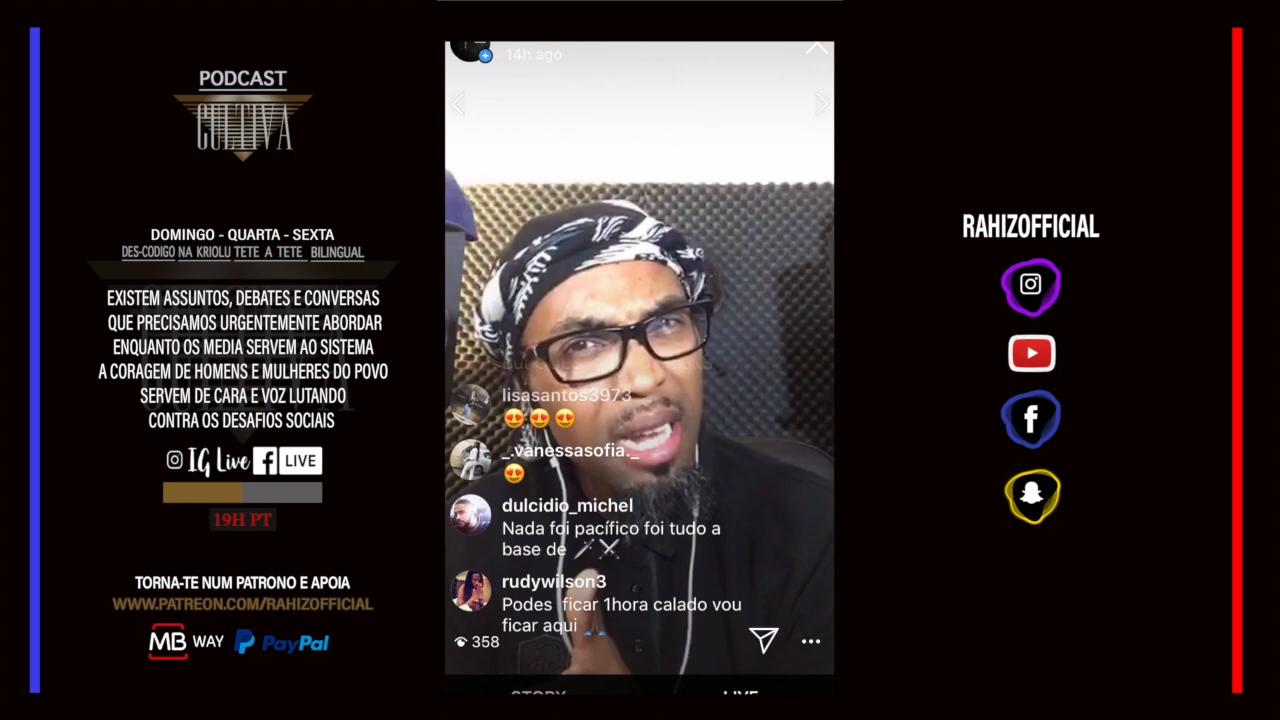 PODCAST
CULTIVA
DOMINGO - QUARTA - SEXTA
DES-CODIGO NA KRIOLU TETE A TETE BILINGUAL
EXISTEM ASSUNTOS, DEBATES E CONVERSAS
QUE PRECISAMOS URGENTEMENTE ABORDAR
ENQUANTO OS MEDIA SERVEM AO SISTEMA
A CORAGEM DE HOMENS E MULHERES DO POVO
SERVEM DE CARA E VOZ LUTANDO
CONTRA OS DESAFIOS SOCIAIS
IG Live f LIVE
19H PT
TORNA-TE NUM PATRONO E APOIA
WWW.PATREON.COM/RAHIZOFFICIAL
MB WAY PayPal
14h ago
lisasantos3973
😍😍😍
_.vanessasofia._
😍
dulcidio_michel
Nada foi pacífico foi tudo a
base de 🗡⚔
rudywilson3
Podes ficar 1hora calado vou
ficar aqui 🙏
358
STORY LIVE
RAHIZOFFICIAL